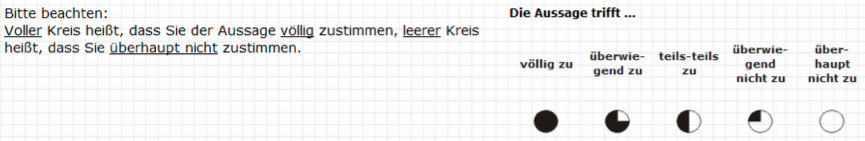 Bitte beachten:
Voller Kreis heißt, dass Sie der Aussage völlig zustimmen, leerer Kreis
heißt, dass Sie überhaupt nicht zustimmen.
Die Aussage trifft ...
völlig zu
überwie-
gend zu
teils-teils
zu
überwie-
gend
nicht zu
über-
haupt
nicht zu